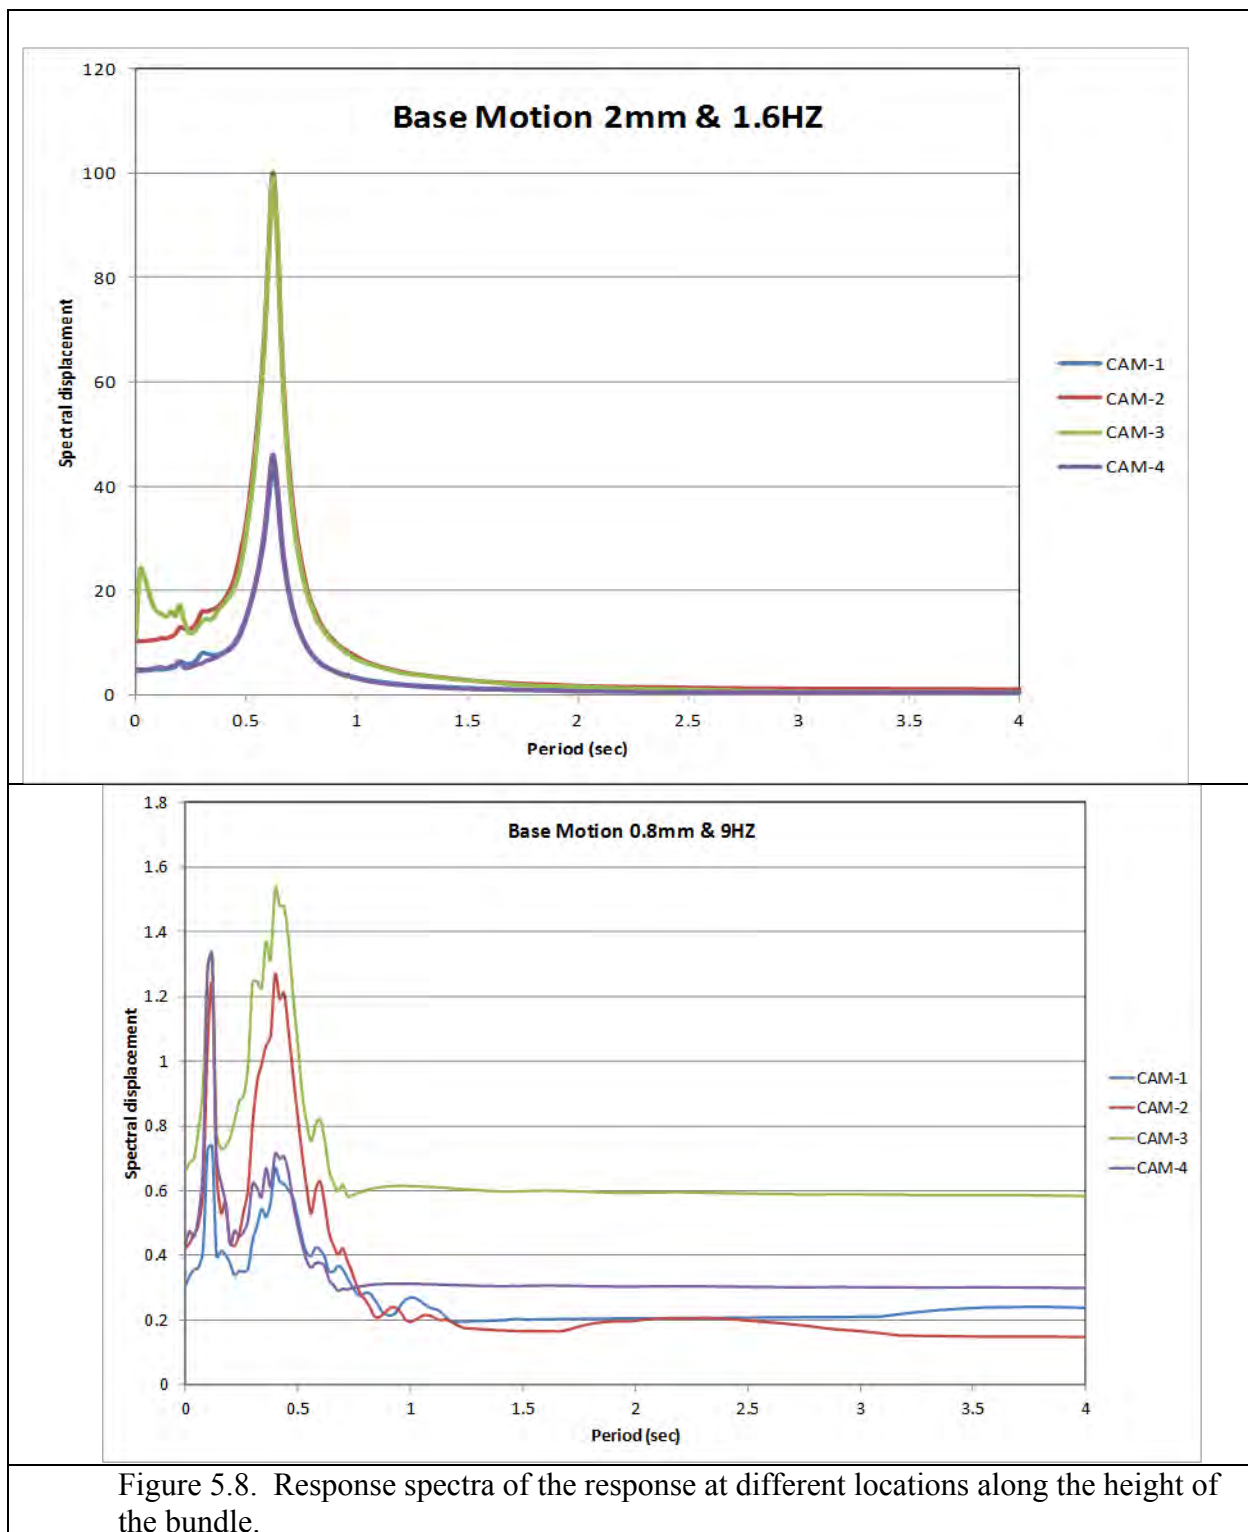 Base Motion 2mm & 1.6HZ
120
100
80
60
40
20
0
Spectral displacement
0 0.5 1 1.5 2 2.5 3 3.5 4
Period (sec)
CAM-1
CAM-2
CAM-3
CAM-4
Base Motion 0.8mm & 9HZ
1.8
1.6
1.4
1.2
1
0.8
0.6
0.4
0.2
0
Spectral displacement
0 0.5 1 1.5 2 2.5 3 3.5 4
Period (sec)
CAM-1
CAM-2
CAM-3
CAM-4
Figure 5.8.  Response spectra of the response at different locations along the height of
the bundle.